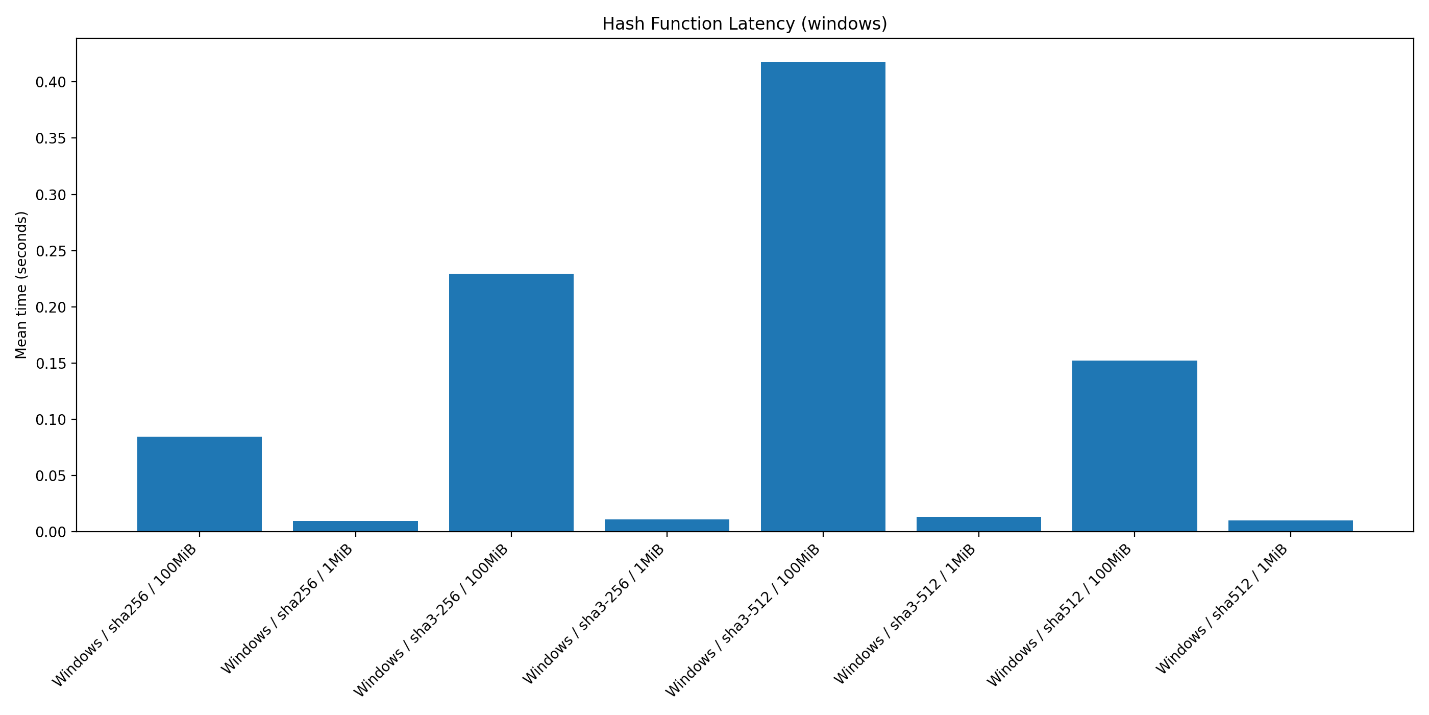 Hash Function Latency (windows)
Mean time (seconds)
0.40
0.35
0.30
0.25
0.20
0.15
0.10
0.05
0.00
Windows / sha256 / 100MiB
Windows / sha256 / 1MiB
Windows / sha3-256 / 100MiB
Windows / sha3-256 / 1MiB
Windows / sha3-512 / 100MiB
Windows / sha3-512 / 1MiB
Windows / sha512 / 100MiB
Windows / sha512 / 1MiB